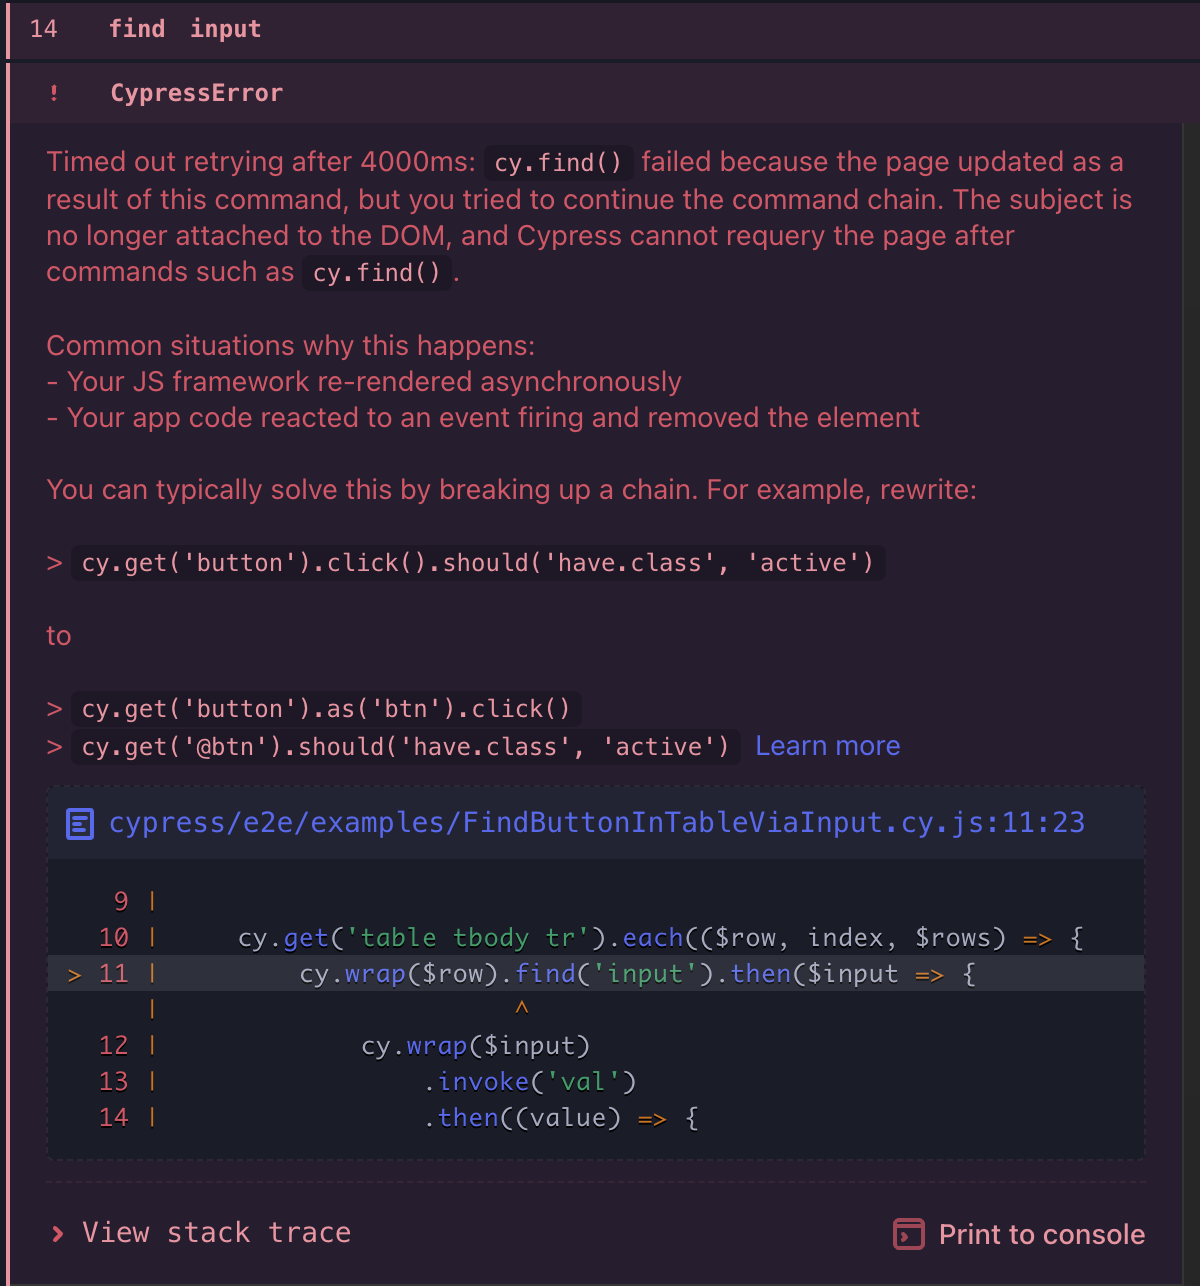 14 find input
! CypressError
Timed out retrying after 4000ms: cy.find() failed because the page updated as a
result of this command, but you tried to continue the command chain. The subject is
no longer attached to the DOM, and Cypress cannot requery the page after
commands such as cy.find().
Common situations why this happens:
- Your JS framework re-rendered asynchronously
- Your app code reacted to an event firing and removed the element
You can typically solve this by breaking up a chain. For example, rewrite:
> cy.get('button').click().should('have.class', 'active')
to
> cy.get('button').as('btn').click()
> cy.get('@btn').should('have.class', 'active') Learn more
cypress/e2e/examples/FindButtonInTableViaInput.cy.js:11:23
9 |
10 | cy.get('table tbody tr').each(($row, index, $rows) => {
> 11 | cy.wrap($row).find('input').then($input => {
| ^
12 | cy.wrap($input)
13 | .invoke('val')
14 | .then((value) => {
> View stack trace
Print to console